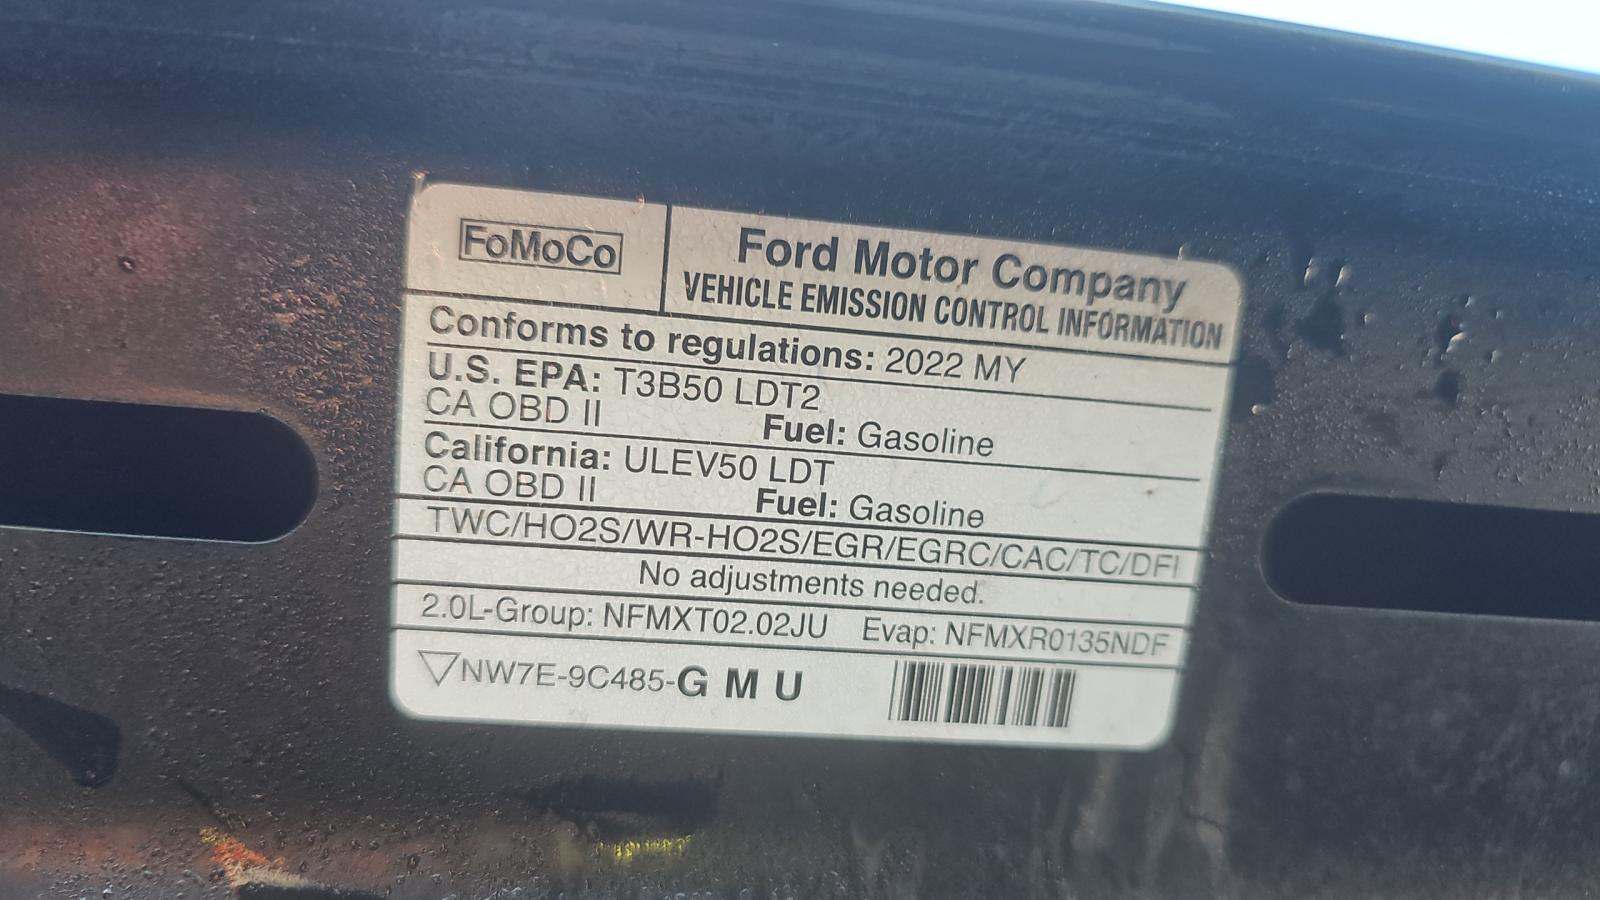 FoMoCo
Ford Motor Company
VEHICLE EMISSION CONTROL INFORMATION
Conforms to regulations: 2022 MY
U.S. EPA: T3B50 LDT2
CA OBD II Fuel: Gasoline
California: ULEV50 LDT
CA OBD II Fuel: Gasoline
TWC/HO2S/WR-HO2S/EGR/EGRC/CAC/TC/DFI
No adjustments needed.
2.0L-Group: NFMXT02.02JU Evap: NFMXR0135NDF
NW7E-9C485-G M U